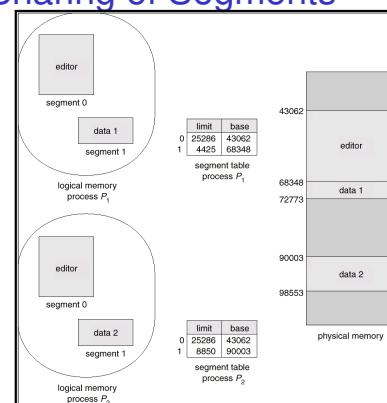 Sharing of Segments
editor
segment 0
data 1
segment 1
logical memory
process P1
limit base
0 25286 43062
1 4425 68348
segment table
process P1
editor
segment 0
data 2
segment 1
logical memory
process P2
limit base
0 25286 43062
1 8850 90003
segment table
process P2
43062
editor
68348
data 1
72773
90003
data 2
98553
physical memory